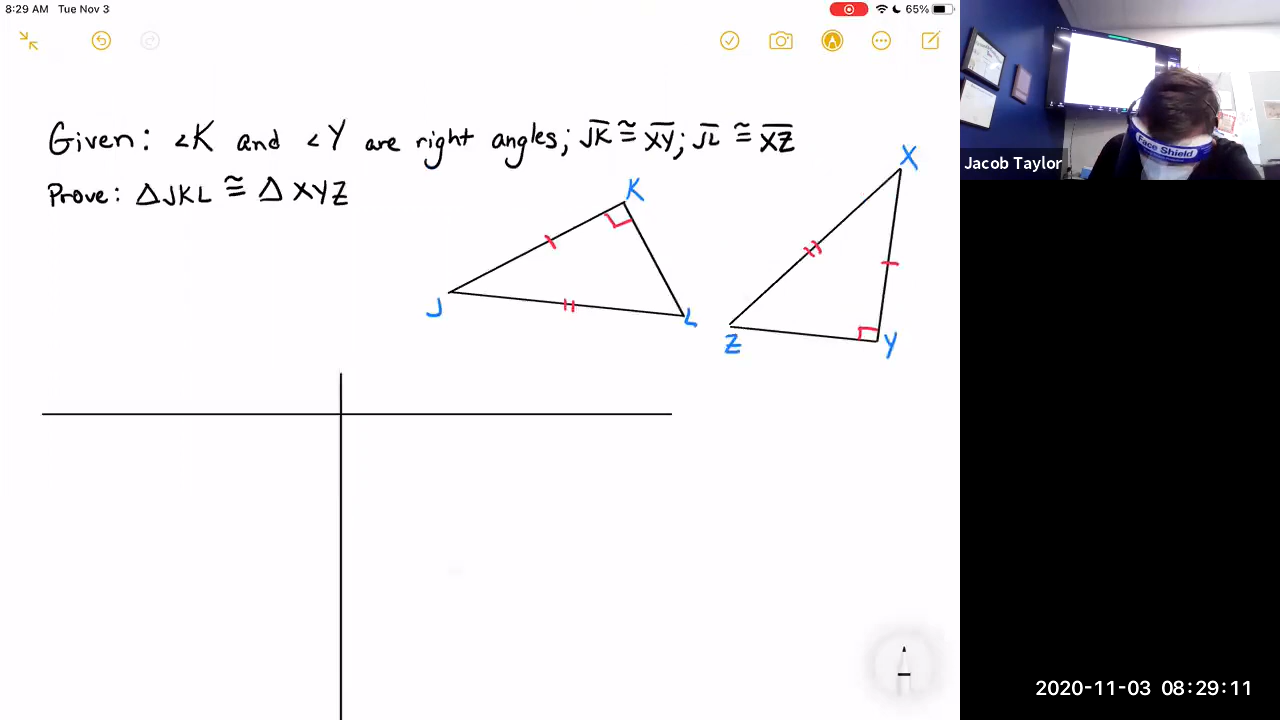 8:29 AM Tue Nov 3
65%
Given: ∠K and ∠Y are right angles; JK ≅ XY; JL ≅ XZ
Prove: △JKL ≅ △XYZ
K
J
L
X
Z
Y
Face Shield
Jacob Taylor
2020-11-03 08:29:11